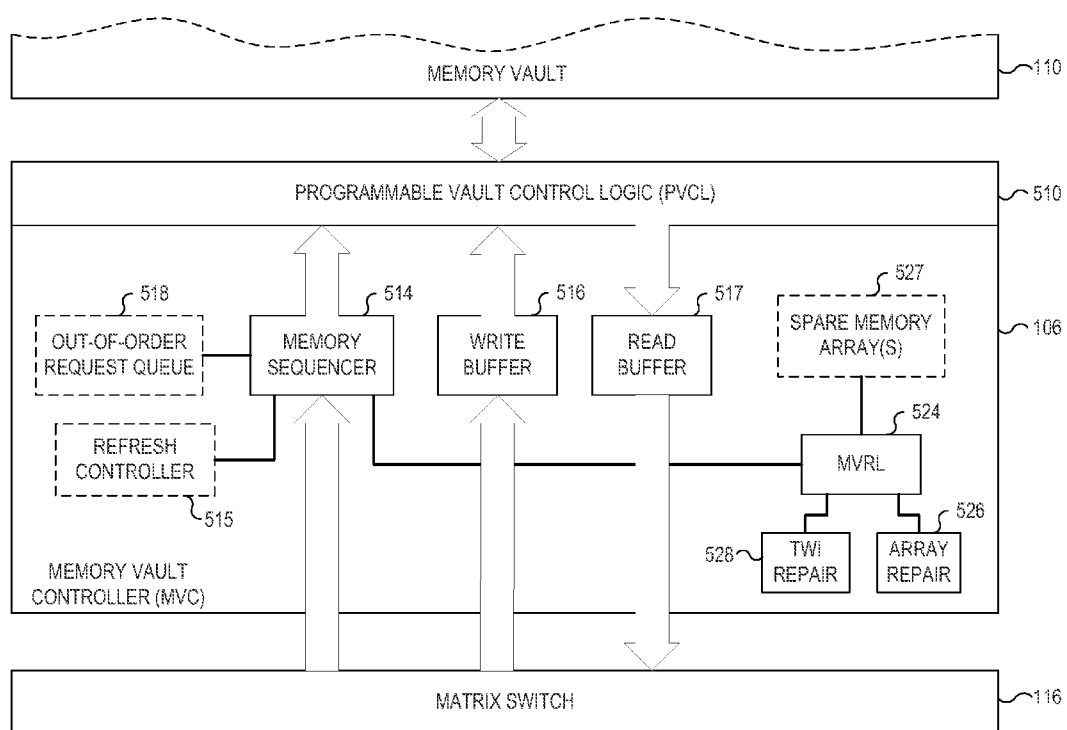 MEMORY VAULT
110
PROGRAMMABLE VAULT CONTROL LOGIC (PVCL)
510
518
514
516
517
527
OUT-OF-ORDER
REQUEST QUEUE
MEMORY
SEQUENCER
WRITE
BUFFER
READ
BUFFER
SPARE MEMORY
ARRAY(S)
106
524
REFRESH
CONTROLLER
MVRL
515
526
528
TWI
REPAIR
ARRAY
REPAIR
MEMORY VAULT
CONTROLLER (MVC)
MATRIX SWITCH
116